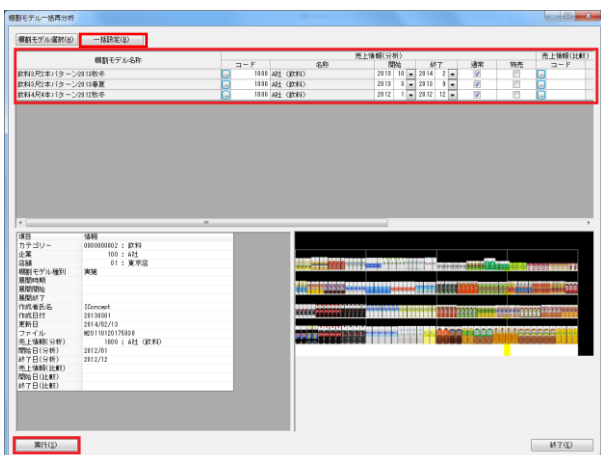 棚割モデル一括再分析
棚割モデル選択(B) 一括設定(A)
棚割モデル名称 売上情報(分析) 売上情報(比較)
コード 名称 開始 終了 通常 特売 コード
飲料3尺2本パターン2013秋冬 1000 A社 (飲料) 2013 10 2014 2
飲料3尺2本パターン2013春夏 1000 A社 (飲料) 2013 3 2013 9
飲料4尺4本パターン2012秋冬 1000 A社 (飲料) 2012 1 2012 12
項目 情報
カテゴリー 0000000002 : 飲料
企業 100 : A社
店舗 01 : 東京店
棚割モデル種別 実施
展開時期
展開開始
展開終了
作成者氏名 IConcept
作成日付 20130301
更新日 2014/02/13
ファイル
売上情報(分析) 1000 : A社 (飲料)
開始日(分析) 2012/01
終了日(分析) 2012/12
売上情報(比較)
開始日(比較)
終了日(比較)
実行(S) 終了(E)